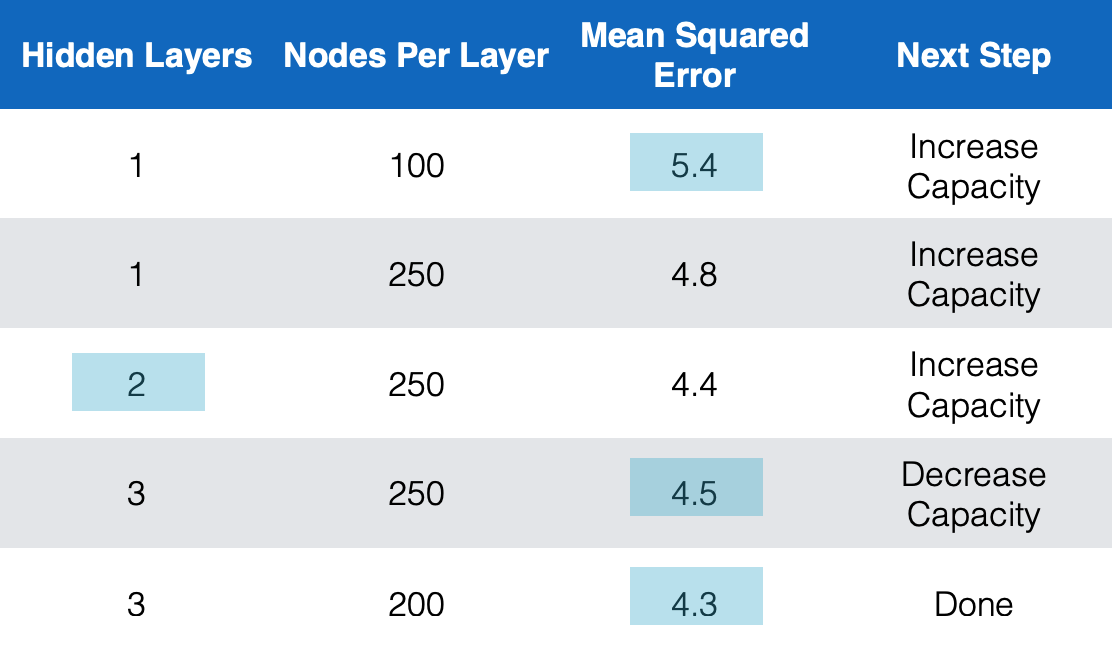 Hidden Layers Nodes Per Layer Mean Squared Error Next Step
1 100 5.4 Increase Capacity
1 250 4.8 Increase Capacity
2 250 4.4 Increase Capacity
3 250 4.5 Decrease Capacity
3 200 4.3 Done